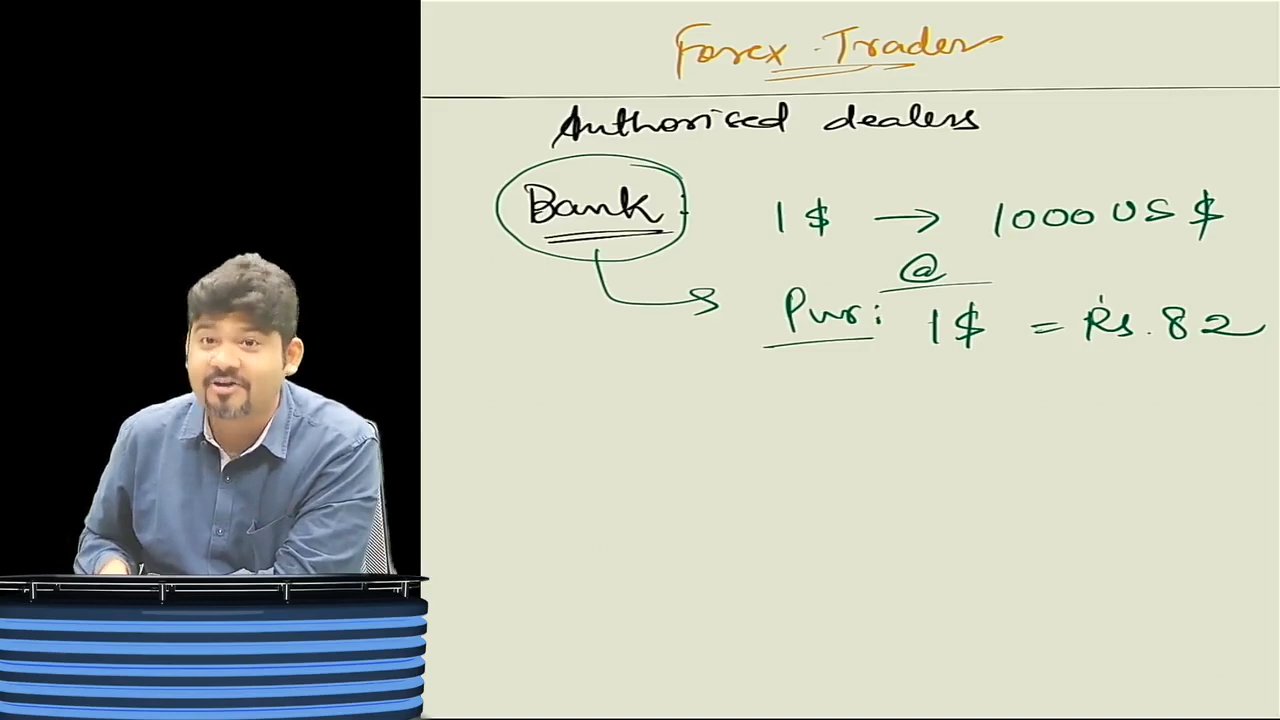 Forex Trader
Authorised dealers
Bank 1$ → 1000 US $
@
Pur: 1$ = Rs. 82